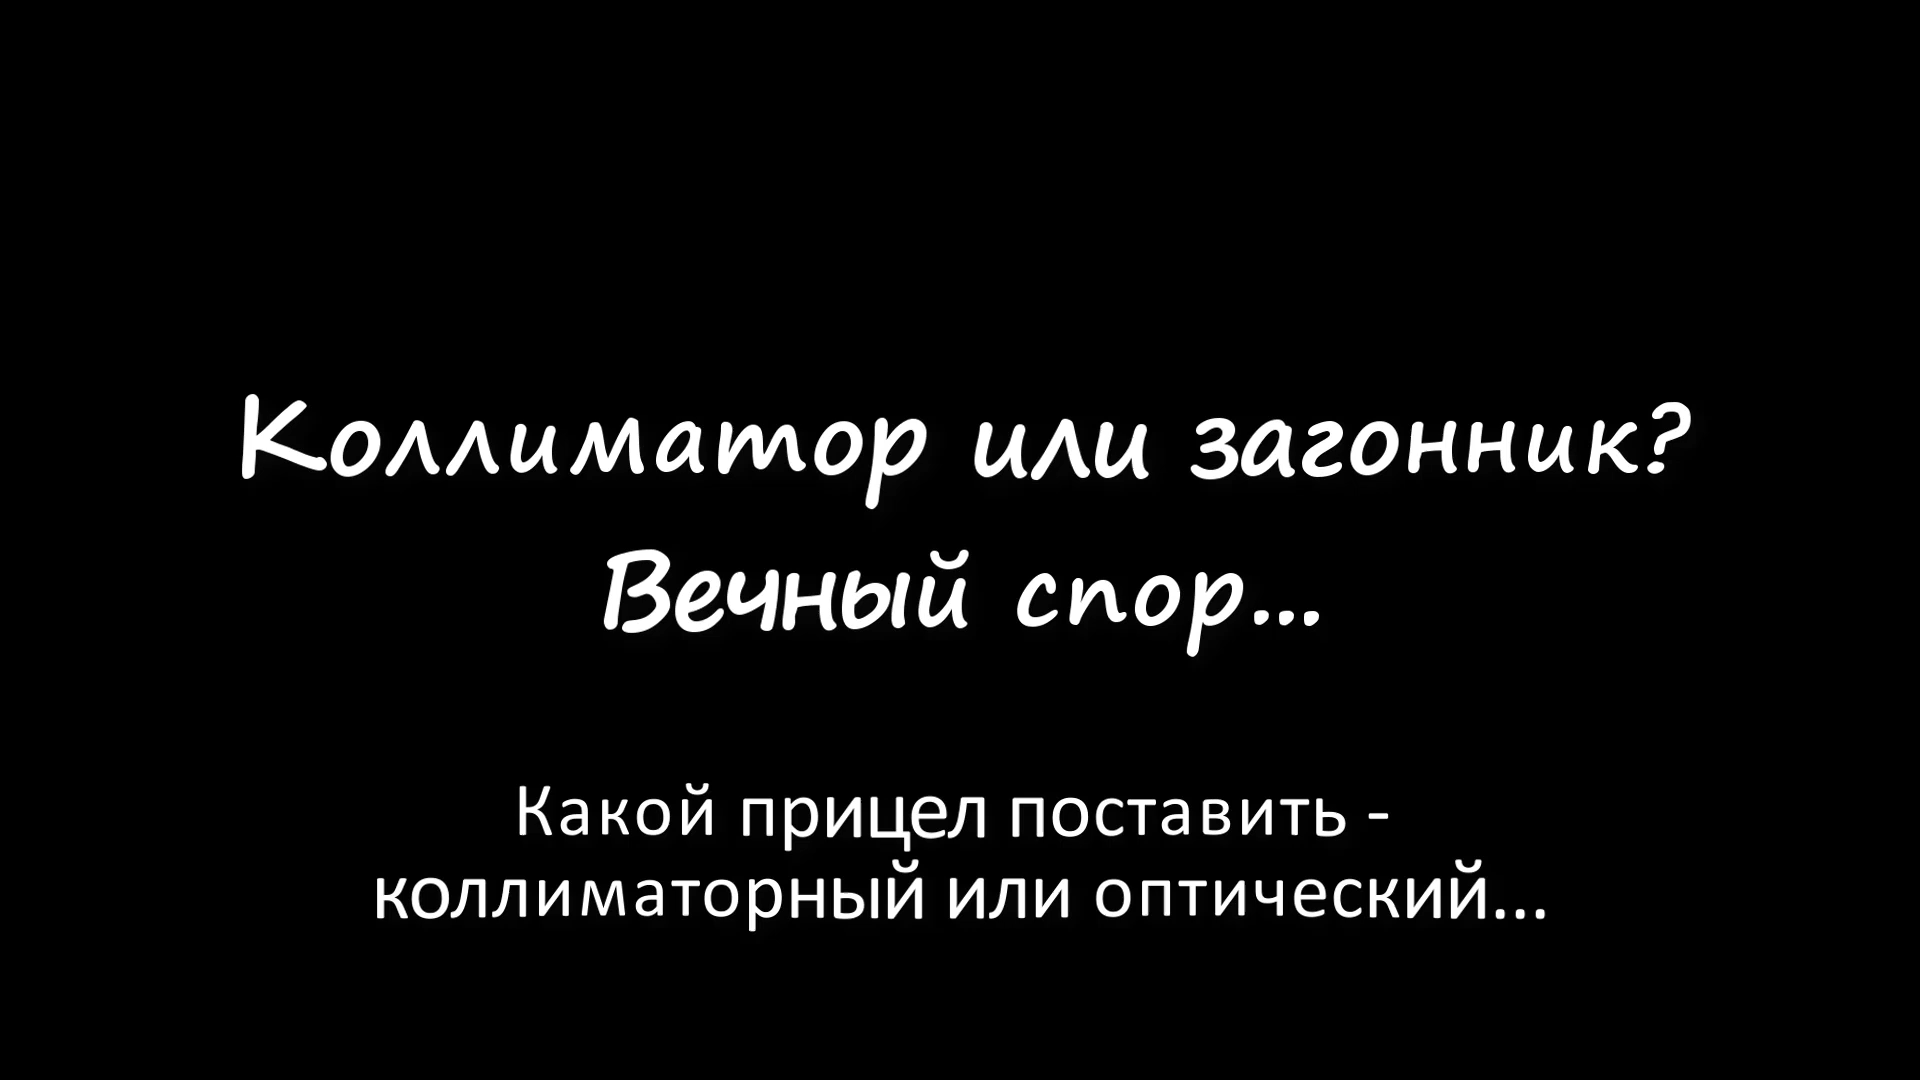 Коллиматор или загонник?
Вечный спор...
Какой прицел поставить -
коллиматорный или оптический...